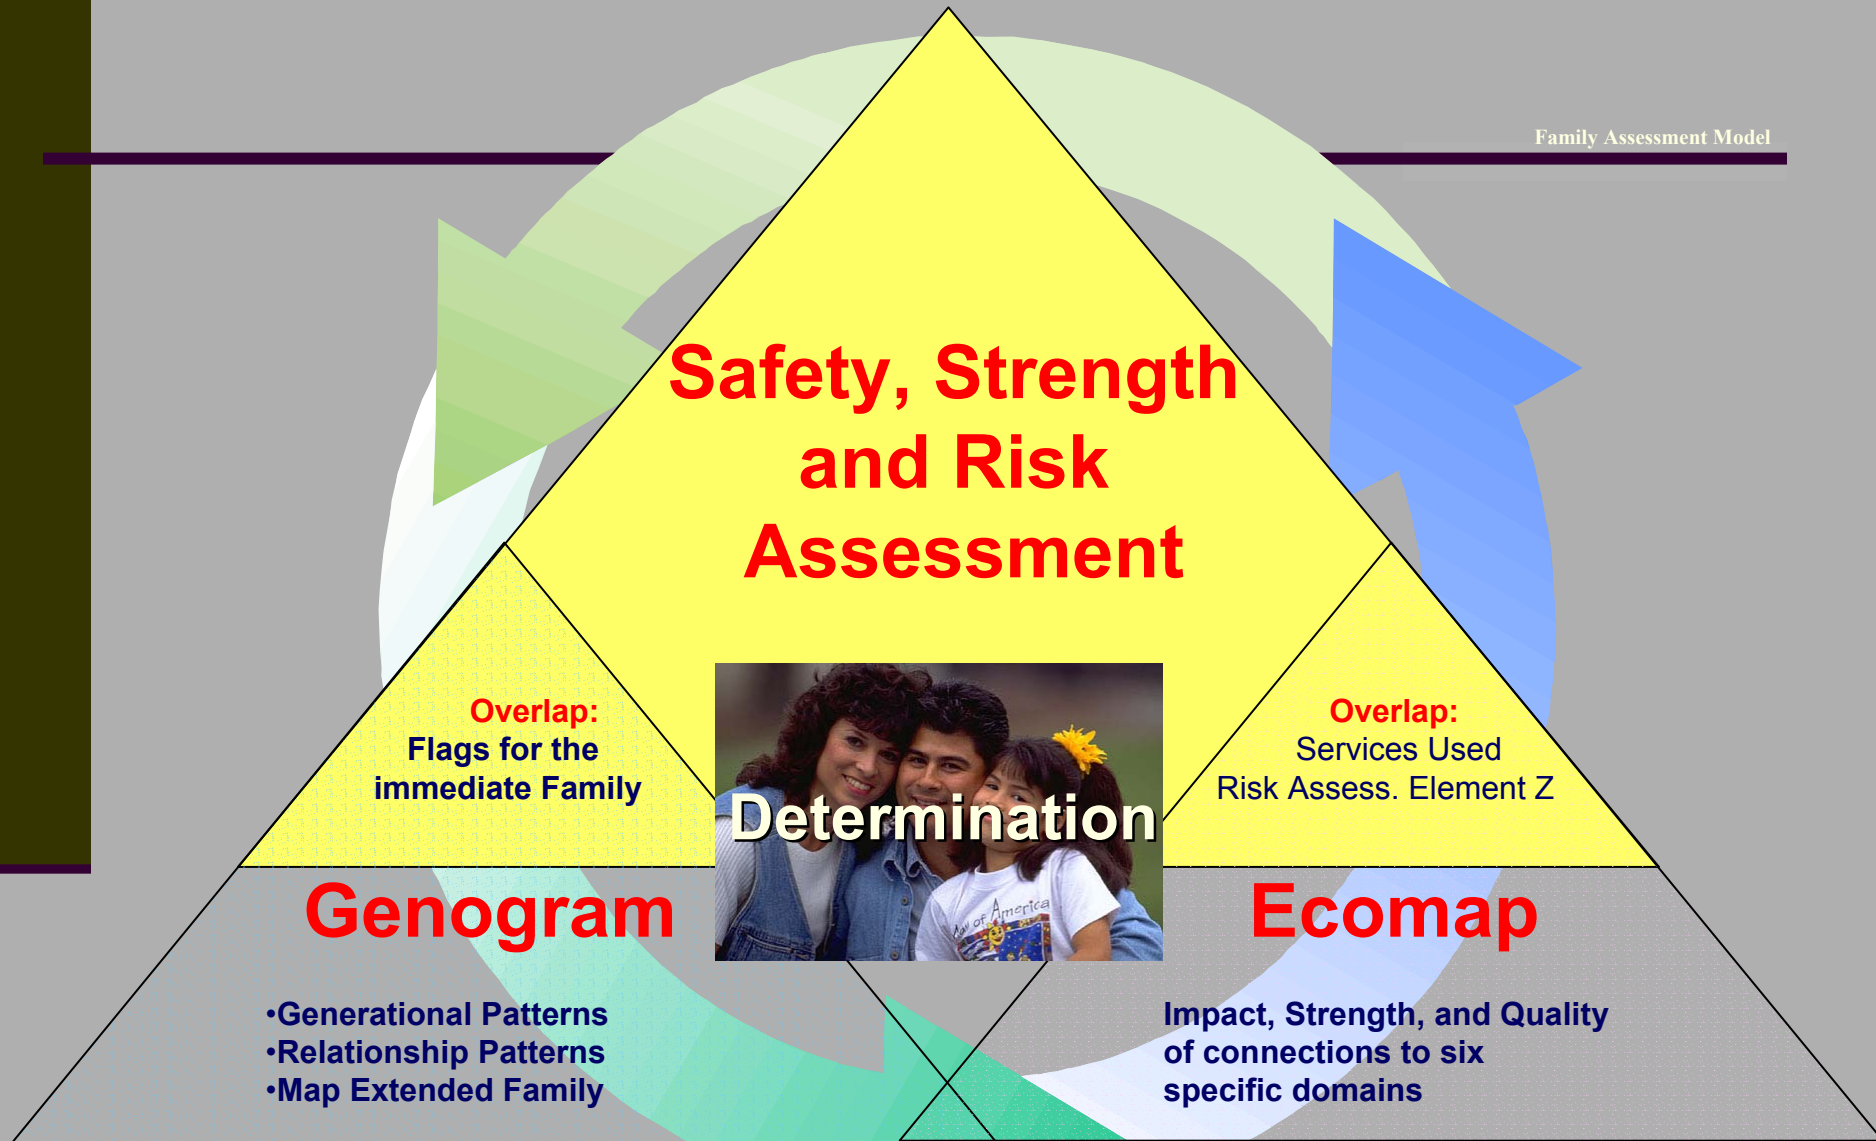 Family Assessment Model
Safety, Strength
and Risk
Assessment
Overlap:
Flags for the
immediate Family
Overlap:
Services Used
Risk Assess. Element Z
Determination
Genogram
•Generational Patterns
•Relationship Patterns
•Map Extended Family
Ecomap
Impact, Strength, and Quality
of connections to six
specific domains
of America